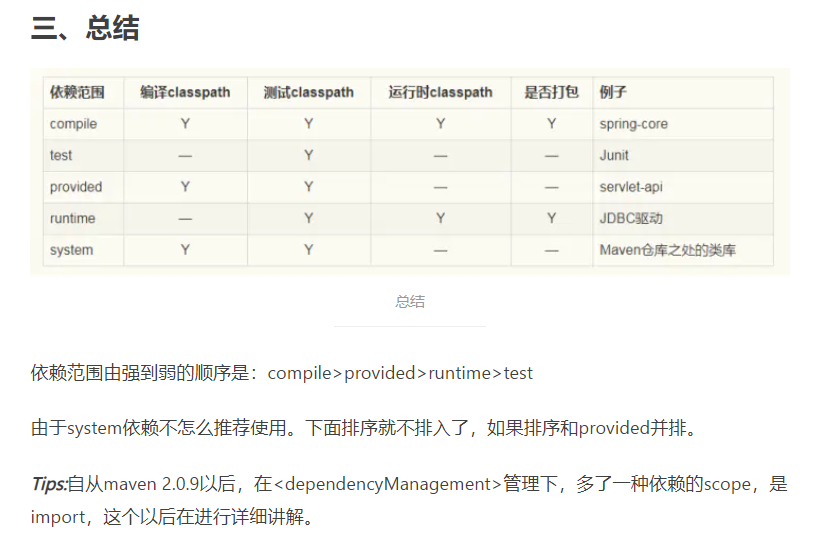 三、总结
依赖范围 编译classpath 测试classpath 运行时classpath 是否打包 例子
compile Y Y Y Y spring-core
test — Y — — Junit
provided Y Y — — servlet-api
runtime — Y Y Y JDBC驱动
system Y Y — — Maven仓库之处的类库
总结
依赖范围由强到弱的顺序是：compile>provided>runtime>test
由于system依赖不怎么推荐使用。下面排序就不排入了，如果排序和provided并排。
Tips:自从maven 2.0.9以后，在<dependencyManagement>管理下，多了一种依赖的scope，是
import，这个以后在进行详细讲解。